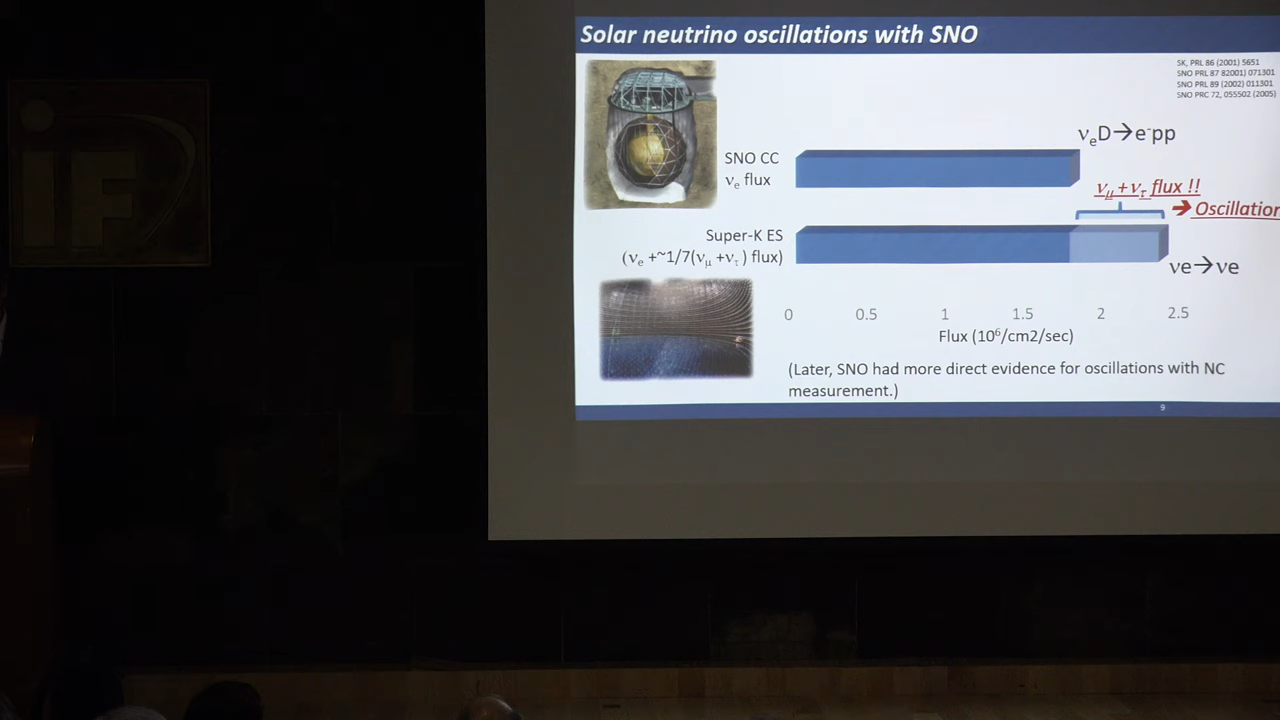 iF
Solar neutrino oscillations with SNO
SK, PRL 86 (2001) 5651
SNO PRL 87 82001) 071301
SNO PRL 89 (2002) 011301
SNO PRC 72, 055502 (2005)
νeD→e-pp
SNO CC
νe flux
νμ+ντ flux !!
→ Oscillation
Super-K ES
(νe +~1/7(νμ +ντ ) flux)
νe→νe
0 0.5 1 1.5 2 2.5
Flux (10⁶/cm2/sec)
(Later, SNO had more direct evidence for oscillations with NC
measurement.)
9